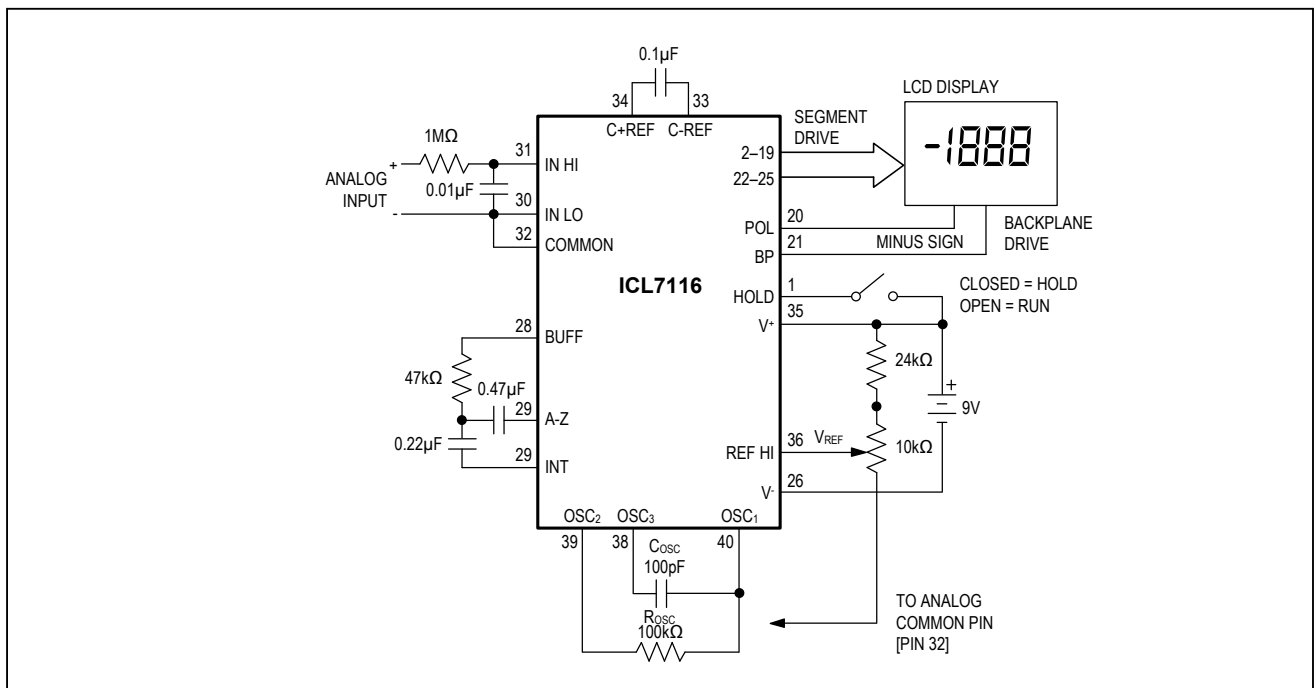 0.1µF
34
33
C+REF
C-REF
LCD DISPLAY
-1888
SEGMENT
DRIVE
2–19
22–25
1MΩ
+
ANALOG
INPUT
-
0.01µF
31
IN HI
30
IN LO
32
COMMON
POL
20
MINUS SIGN
BP
21
BACKPLANE
DRIVE
ICL7116
HOLD
1
CLOSED = HOLD
OPEN = RUN
35
V+
28
BUFF
47kΩ
0.47µF
29
A-Z
0.22µF
29
INT
24kΩ
+
9V
REF HI
36
VREF
10kΩ
V-
26
OSC2
OSC3
OSC1
39
38
40
COSC
100pF
ROSC
100kΩ
TO ANALOG
COMMON PIN
[PIN 32]